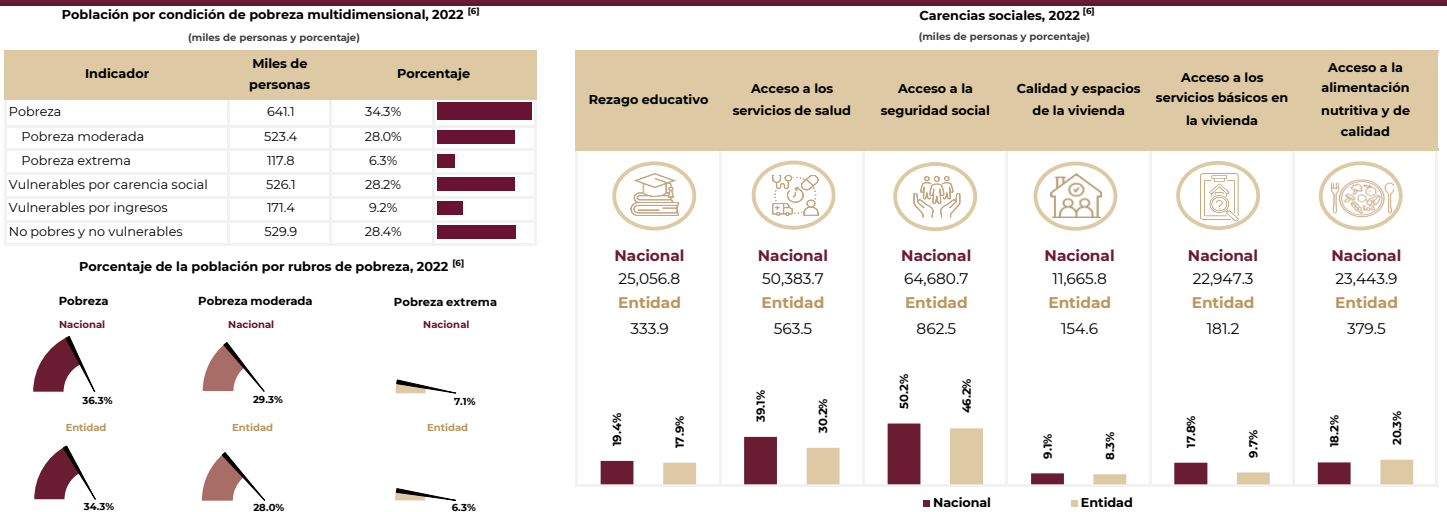 Población por condición de pobreza multidimensional, 2022 [6]
(miles de personas y porcentaje)
Indicador Miles de personas Porcentaje
Pobreza 641.1 34.3%
Pobreza moderada 523.4 28.0%
Pobreza extrema 117.8 6.3%
Vulnerables por carencia social 526.1 28.2%
Vulnerables por ingresos 171.4 9.2%
No pobres y no vulnerables 529.9 28.4%
Porcentaje de la población por rubros de pobreza, 2022 [6]
Pobreza Pobreza moderada Pobreza extrema
Nacional Nacional Nacional
36.3% 29.3% 7.1%
Entidad Entidad Entidad
34.3% 28.0% 6.3%
Carencias sociales, 2022 [6]
(miles de personas y porcentaje)
Rezago educativo
Acceso a los
servicios de salud
Acceso a la
seguridad social
Calidad y espacios
de la vivienda
Acceso a los
servicios básicos en
la vivienda
Acceso a la
alimentación
nutritiva y de
calidad
Nacional Nacional Nacional Nacional Nacional Nacional
25,056.8 50,383.7 64,680.7 11,665.8 22,947.3 23,443.9
Entidad Entidad Entidad Entidad Entidad Entidad
333.9 563.5 862.5 154.6 181.2 379.5
19.4% 17.9% 39.1% 30.2% 50.2% 46.2% 9.1% 8.3% 17.8% 9.7% 18.2% 20.3%
Nacional Entidad